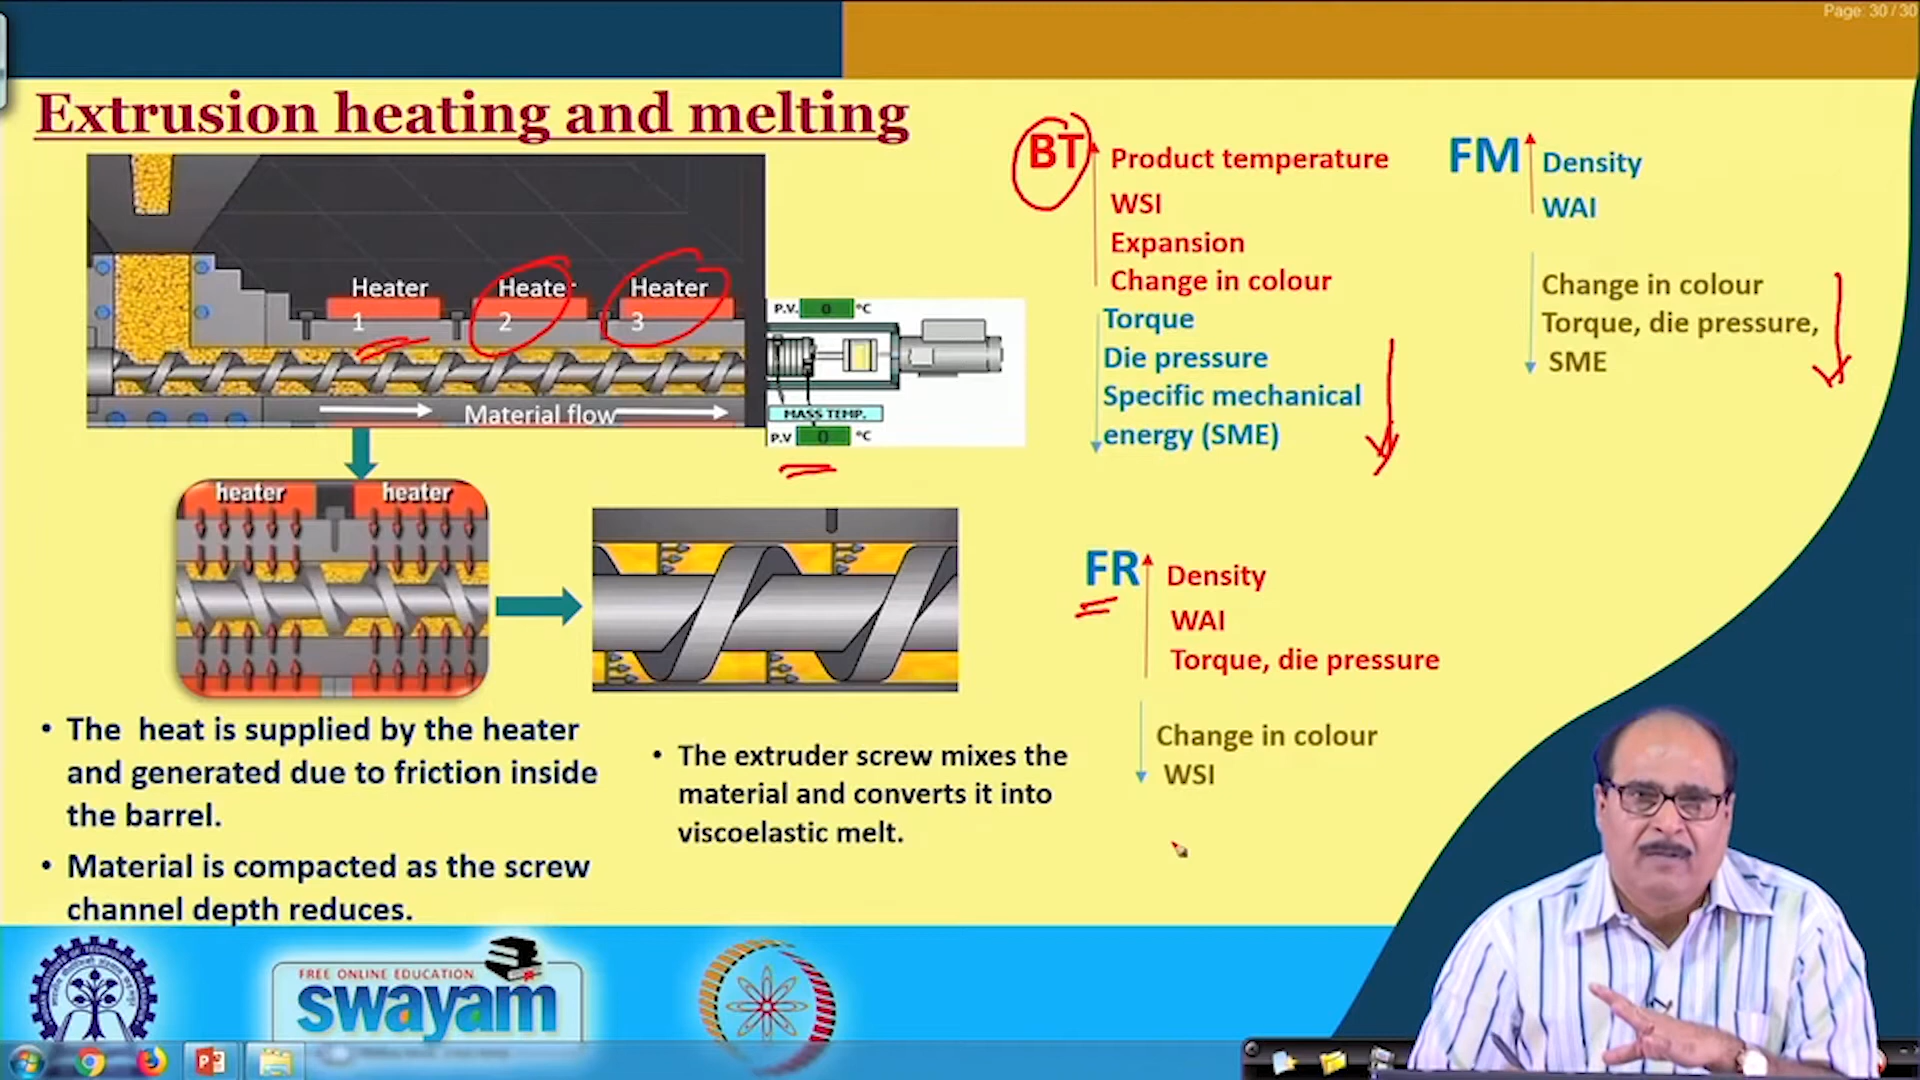 Page: 30 / 30
Extrusion heating and melting
Heater
1
Heater
2
Heater
3
Material flow
P.V. 0 °C
MASS TEMP.
P.V 0 °C
heater
heater
BT
Product temperature
WSI
Expansion
Change in colour
Torque
Die pressure
Specific mechanical
energy (SME)
FM
Density
WAI
Change in colour
Torque, die pressure,
SME
FR
Density
WAI
Torque, die pressure
Change in colour
WSI
• The heat is supplied by the heater
and generated due to friction inside
the barrel.
• Material is compacted as the screw
channel depth reduces.
• The extruder screw mixes the
material and converts it into
viscoelastic melt.
FREE ONLINE EDUCATION
swayam